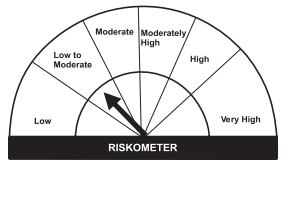 Moderate
Moderately
High
Low to
Moderate
High
Low
Very High
RISKOMETER